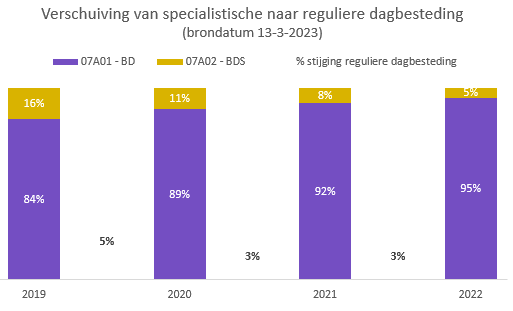 Verschuiving van specialistische naar reguliere dagbesteding
(brondatum 13-3-2023)
07A01 - BD 07A02 - BDS % stijging reguliere dagbesteding
16% 11% 8% 5%
84% 89% 92% 95%
5% 3% 3%
2019 2020 2021 2022